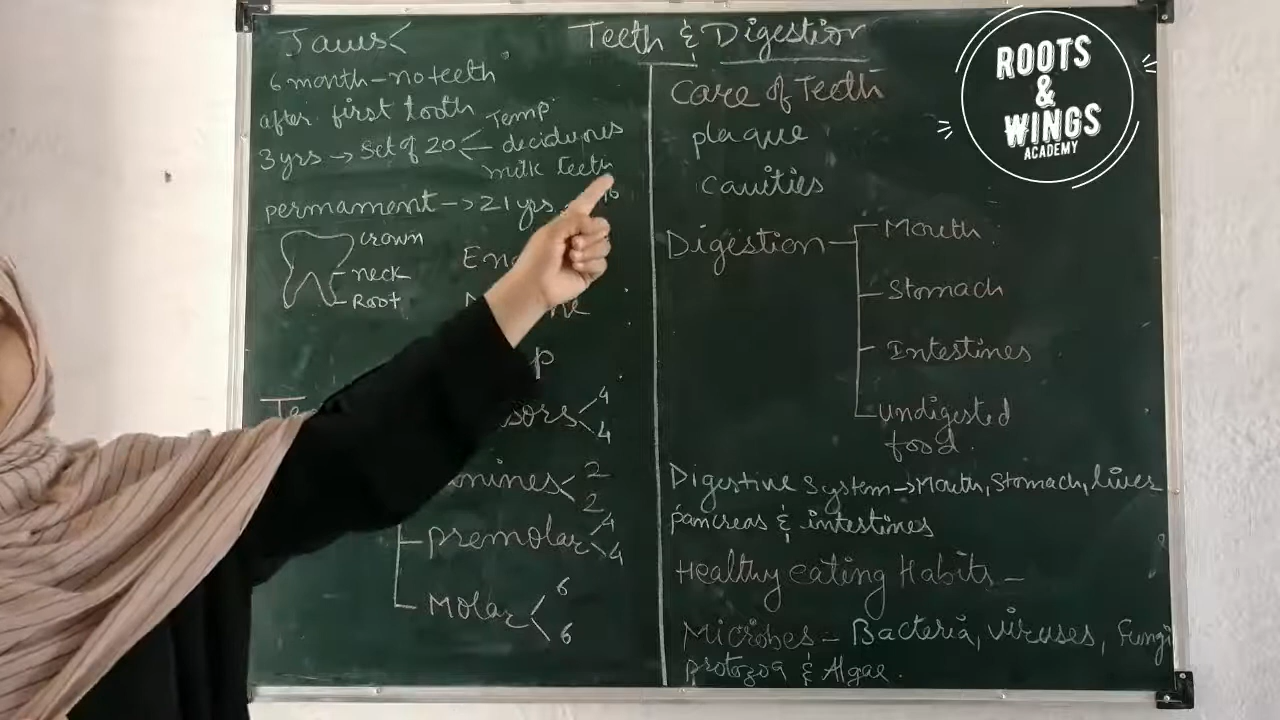 Teeth & Digestion
Jaws<
6 month - no teeth
after first tooth
3 yrs → set of 20
Temp
deciduous
milk teeth
permament → 21 yrs
crown
neck
Root
sors 4
4
nines 2
2
premolar 4
4
Molar 6
6
Care of Teeth
plaque
cavities
Digestion
Mouth
Stomach
Intestines
undigested
food.
Digestive System → Mouth, Stomach, liver
pancreas & intestines
Healthy eating Habits -
Microbes - Bacteria, viruses, Fungi
protozoa & Algae.
ROOTS
&
WINGS
ACADEMY